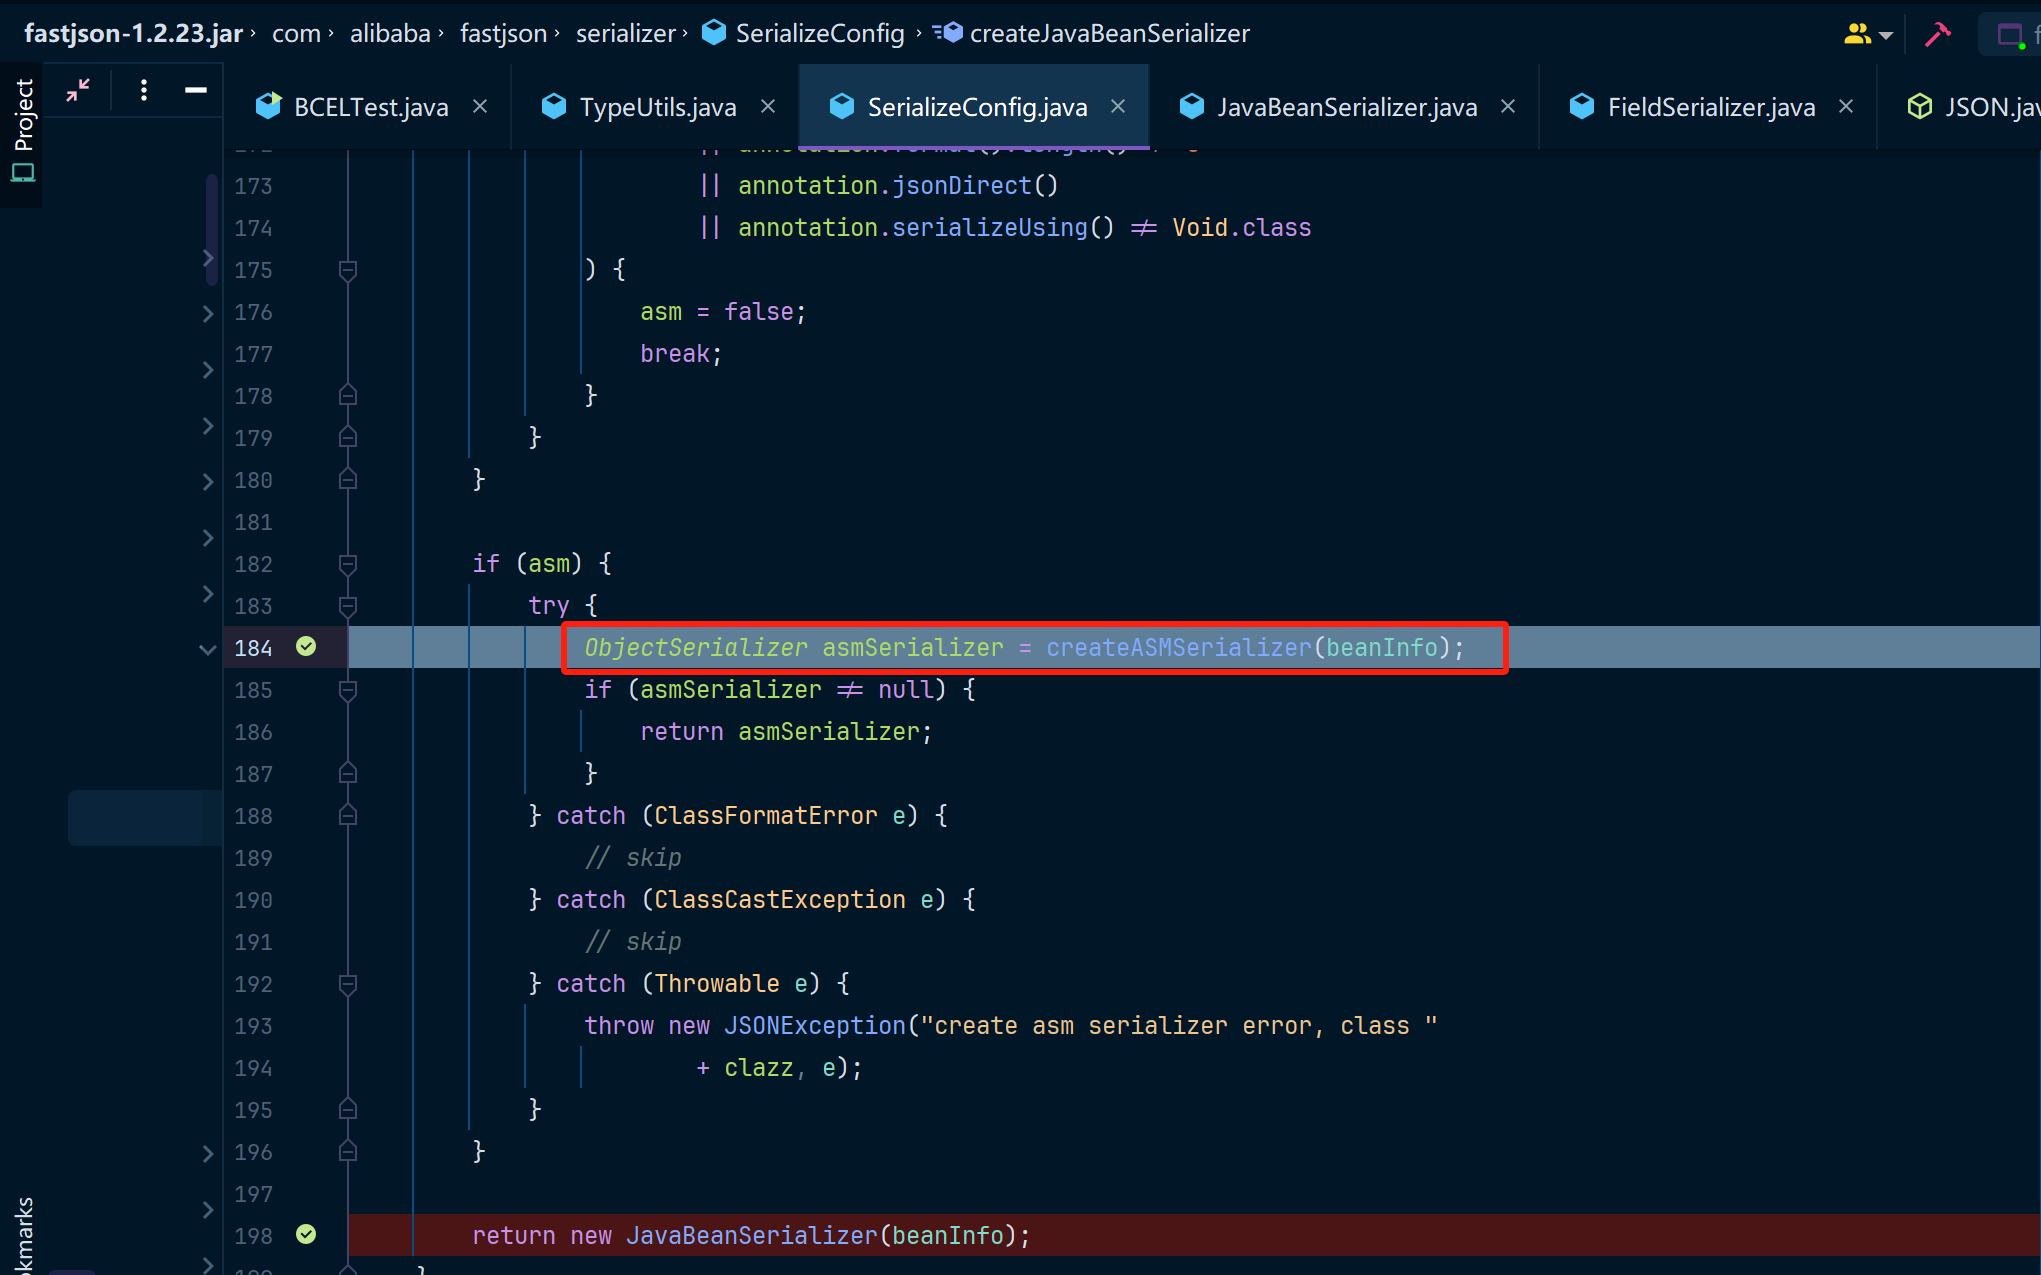 fastjson-1.2.23.jar › com › alibaba › fastjson › serializer › SerializeConfig › createJavaBeanSerializer
Project
BCELTest.java
TypeUtils.java
SerializeConfig.java
JavaBeanSerializer.java
FieldSerializer.java
JSON.jav
173 || annotation.jsonDirect()
174 || annotation.serializeUsing() != Void.class
175 ) {
176 asm = false;
177 break;
178 }
179 }
180 }
181
182 if (asm) {
183 try {
184 ObjectSerializer asmSerializer = createASMSerializer(beanInfo);
185 if (asmSerializer != null) {
186 return asmSerializer;
187 }
188 } catch (ClassFormatError e) {
189 // skip
190 } catch (ClassCastException e) {
191 // skip
192 } catch (Throwable e) {
193 throw new JSONException("create asm serializer error, class "
194 + clazz, e);
195 }
196 }
197
198 return new JavaBeanSerializer(beanInfo);
okmarks